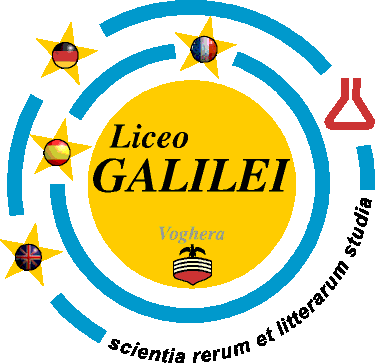 Liceo
GALILEI
Voghera
scientia rerum et litterarum studia